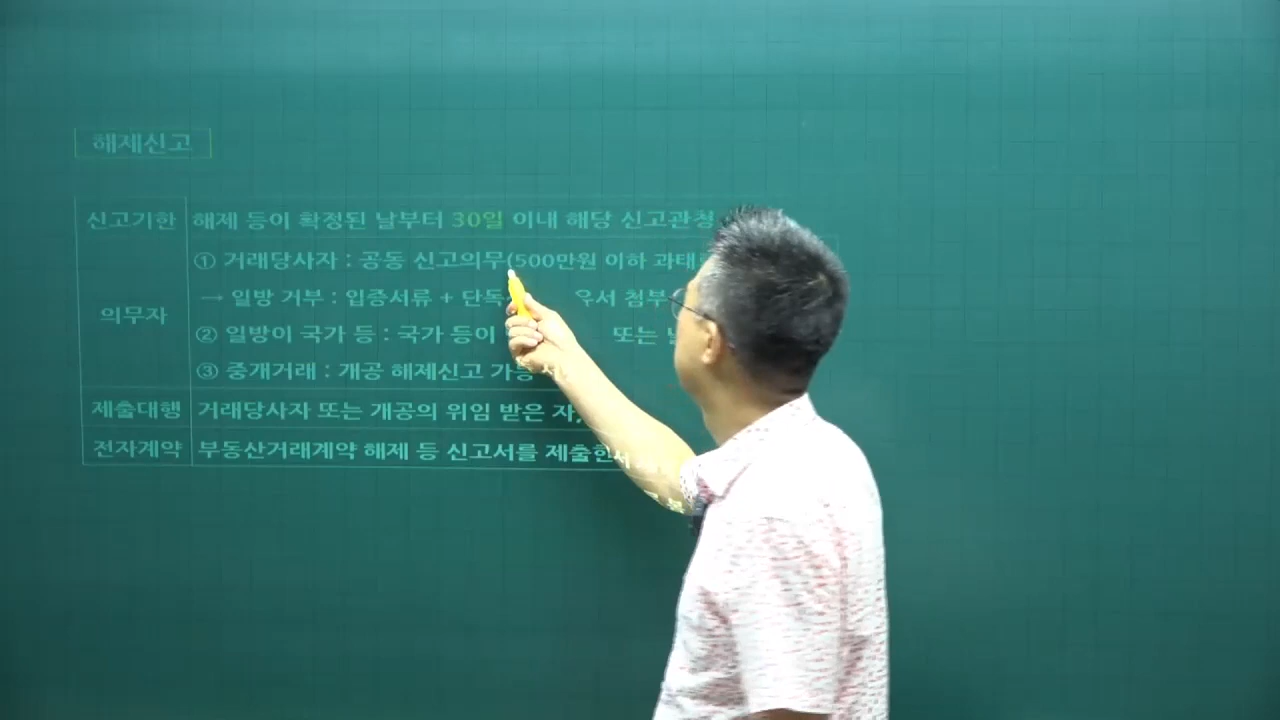 해제신고
신고기한 해제 등이 확정된 날부터 30일 이내 해당 신고관청
의무자
① 거래당사자 : 공동 신고의무(500만원 이하
→ 일방 거부 : 입증서류 + 단독 첨부
② 일방이 국가 등 : 국가 등이 또는
③ 중개거래 : 개공 해제신고 가능
제출대행 거래당사자 또는 개공의 위임 받은 자,
전자계약 부동산거래계약 해제 등 신고서를 제출한